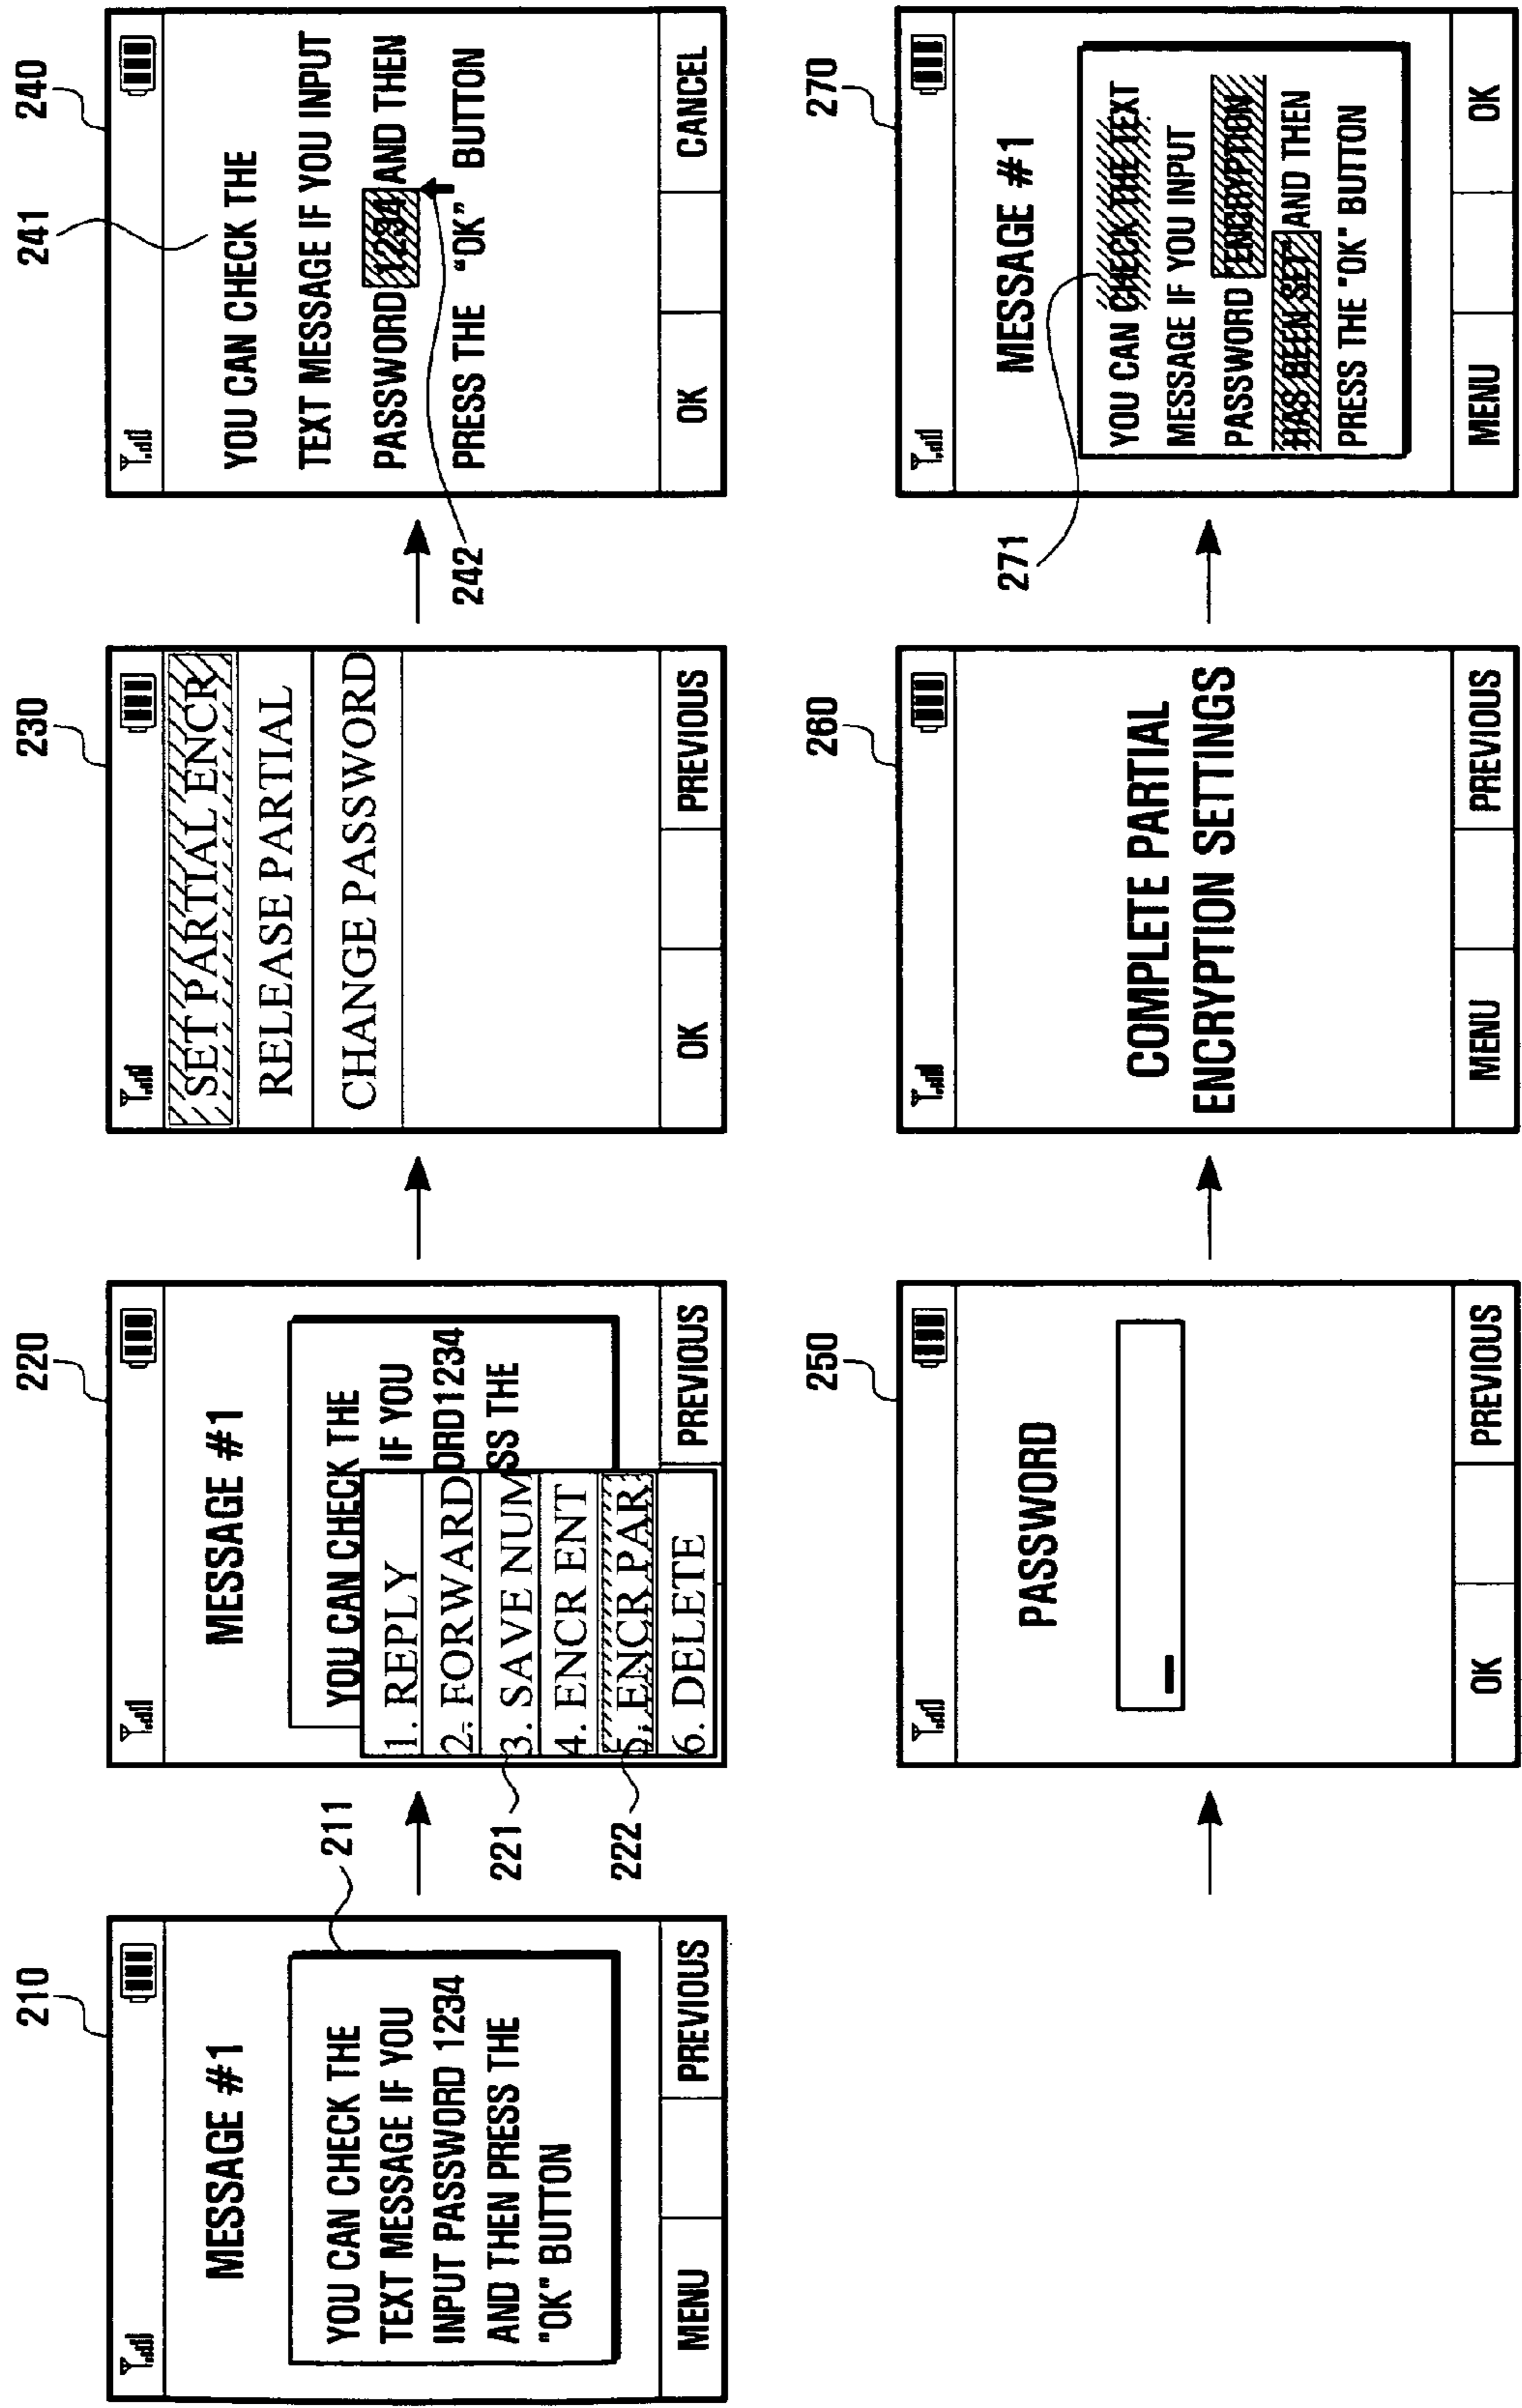 210
MESSAGE #1
211
YOU CAN CHECK THE
TEXT MESSAGE IF YOU
INPUT PASSWORD 1234
AND THEN PRESS THE
"OK" BUTTON
MENU
PREVIOUS
220
MESSAGE #1
YOU CAN CHECK THE
IF YOU
ORD1234
SS THE
1. REPLY
2. FORWARD
3. SAVE NUM
4. ENCR ENT
5. ENCR PAR
6. DELETE
221
222
PREVIOUS
230
SET PARTIAL ENCR
RELEASE PARTIAL
CHANGE PASSWORD
OK
PREVIOUS
240
241
YOU CAN CHECK THE
TEXT MESSAGE IF YOU INPUT
PASSWORD 1234 AND THEN
PRESS THE "OK" BUTTON
242
OK
CANCEL
250
PASSWORD
OK
PREVIOUS
260
COMPLETE PARTIAL
ENCRYPTION SETTINGS
MENU
PREVIOUS
270
MESSAGE #1
271
YOU CAN CHECK THE TEXT
MESSAGE IF YOU INPUT
PASSWORD "ENCRYPTION
HAS BEEN SET" AND THEN
PRESS THE "OK" BUTTON
MENU
OK